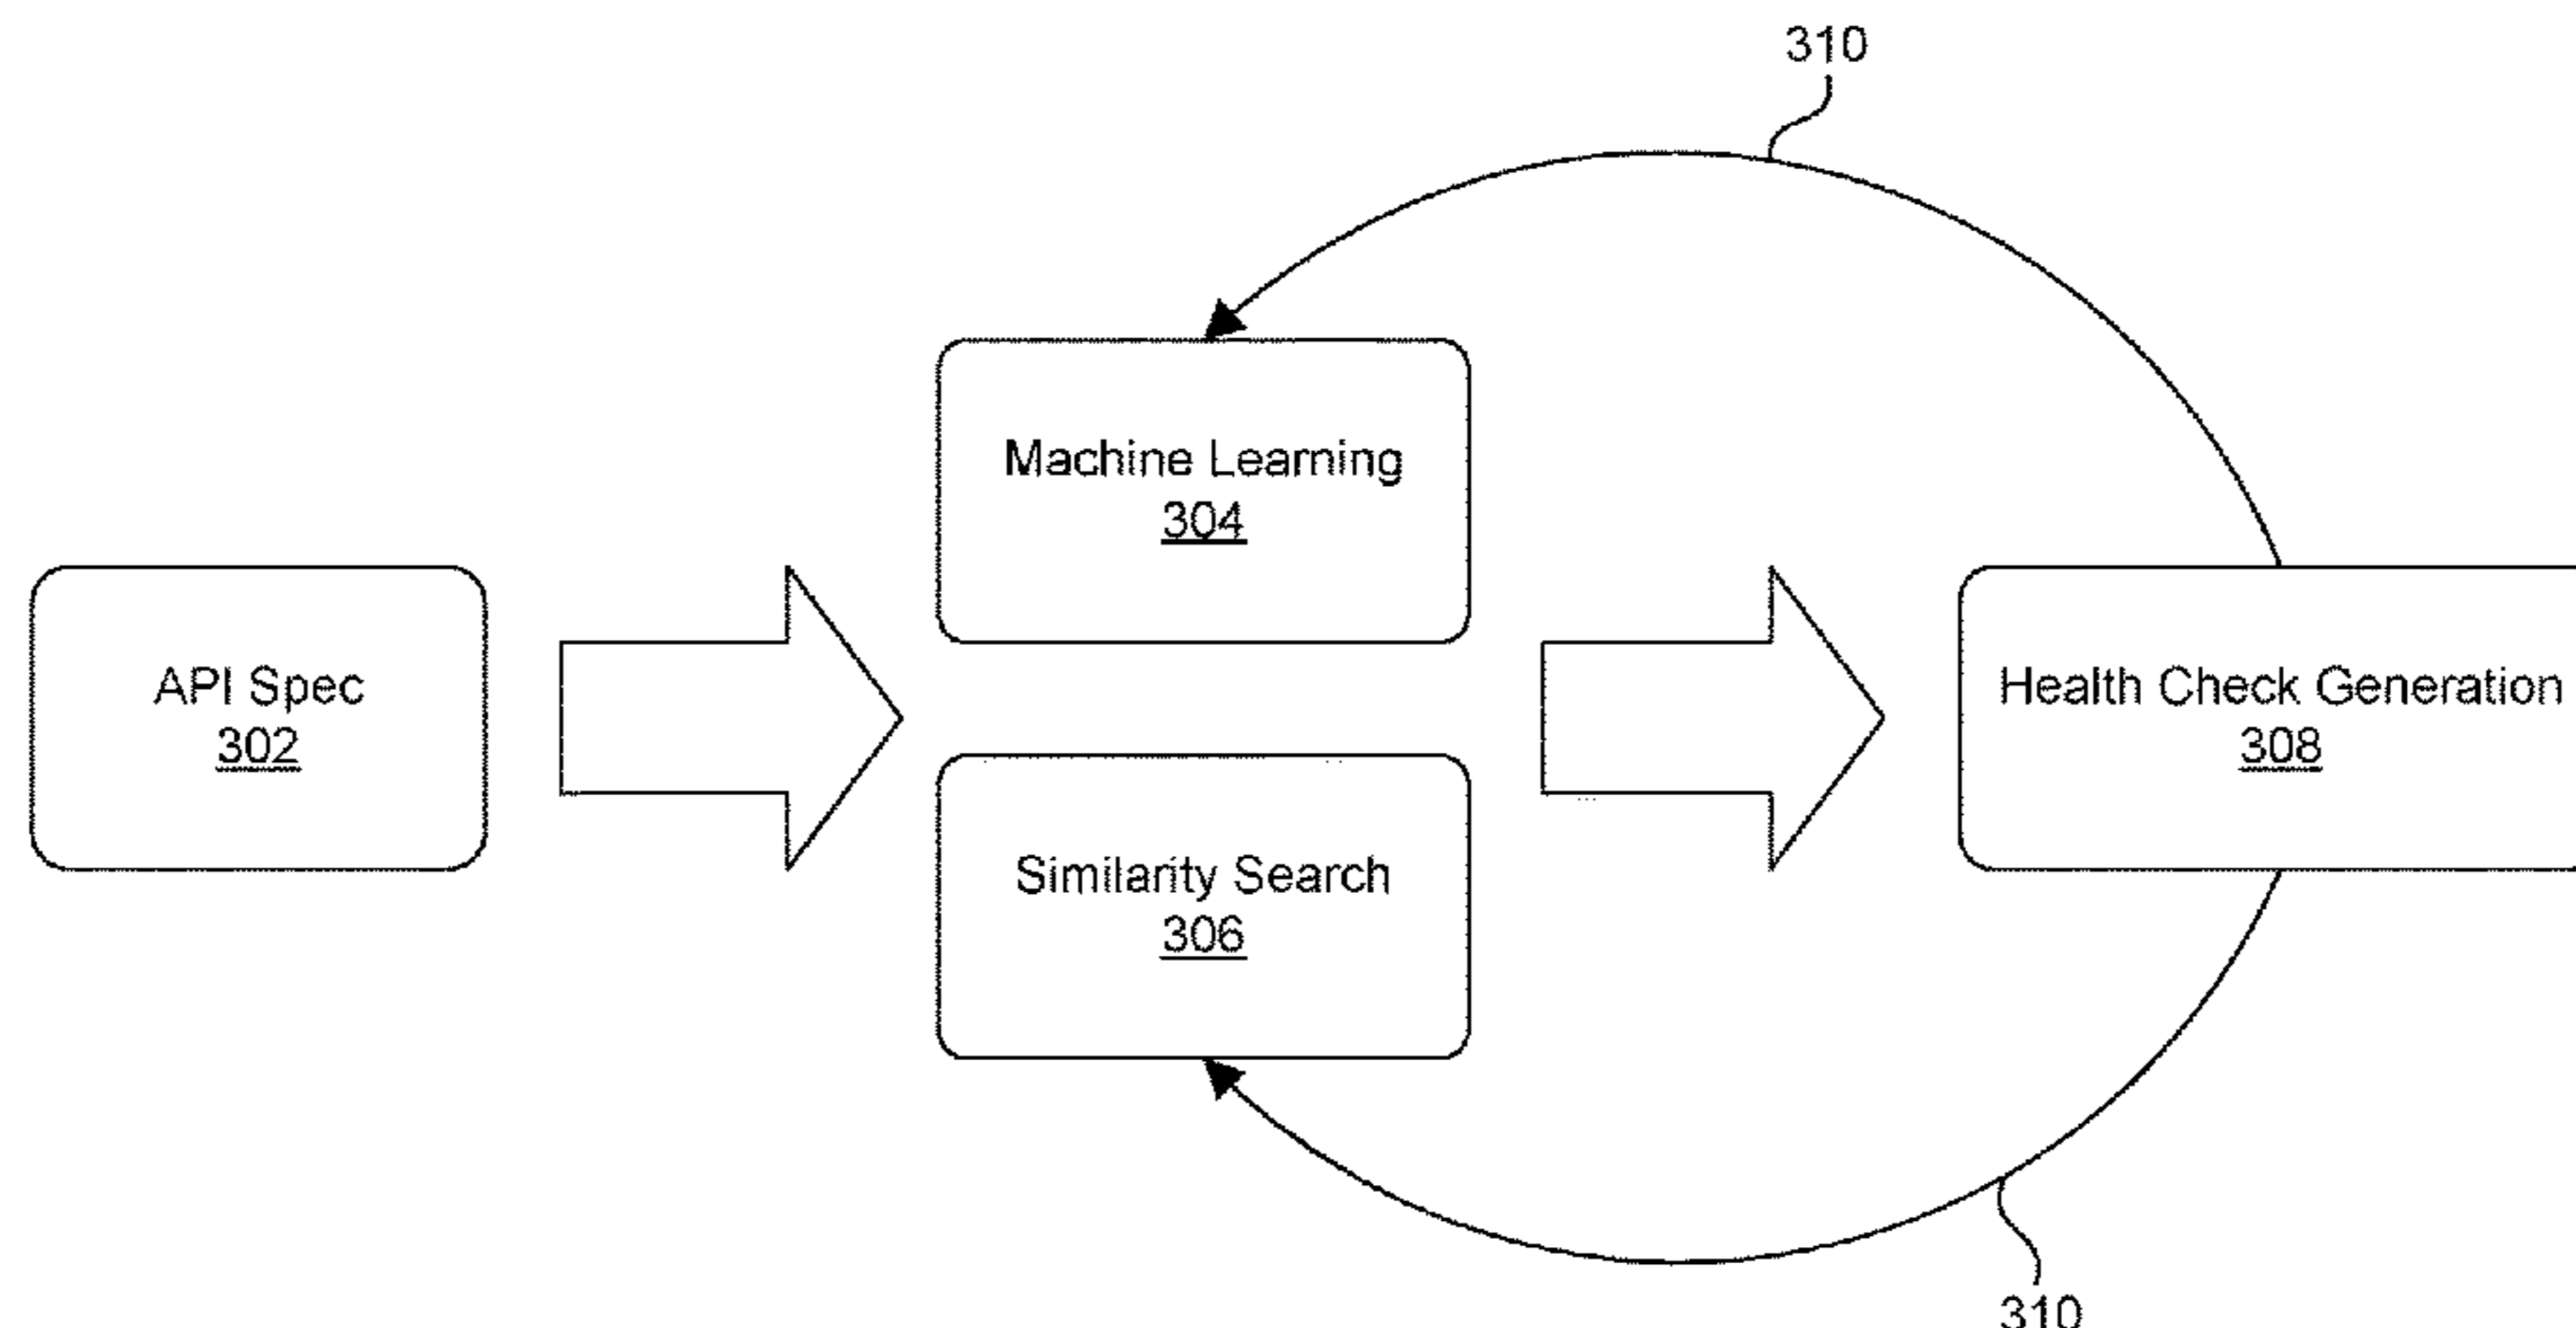 310
Machine Learning
304
API Spec
302
Health Check Generation
308
Similarity Search
306
310